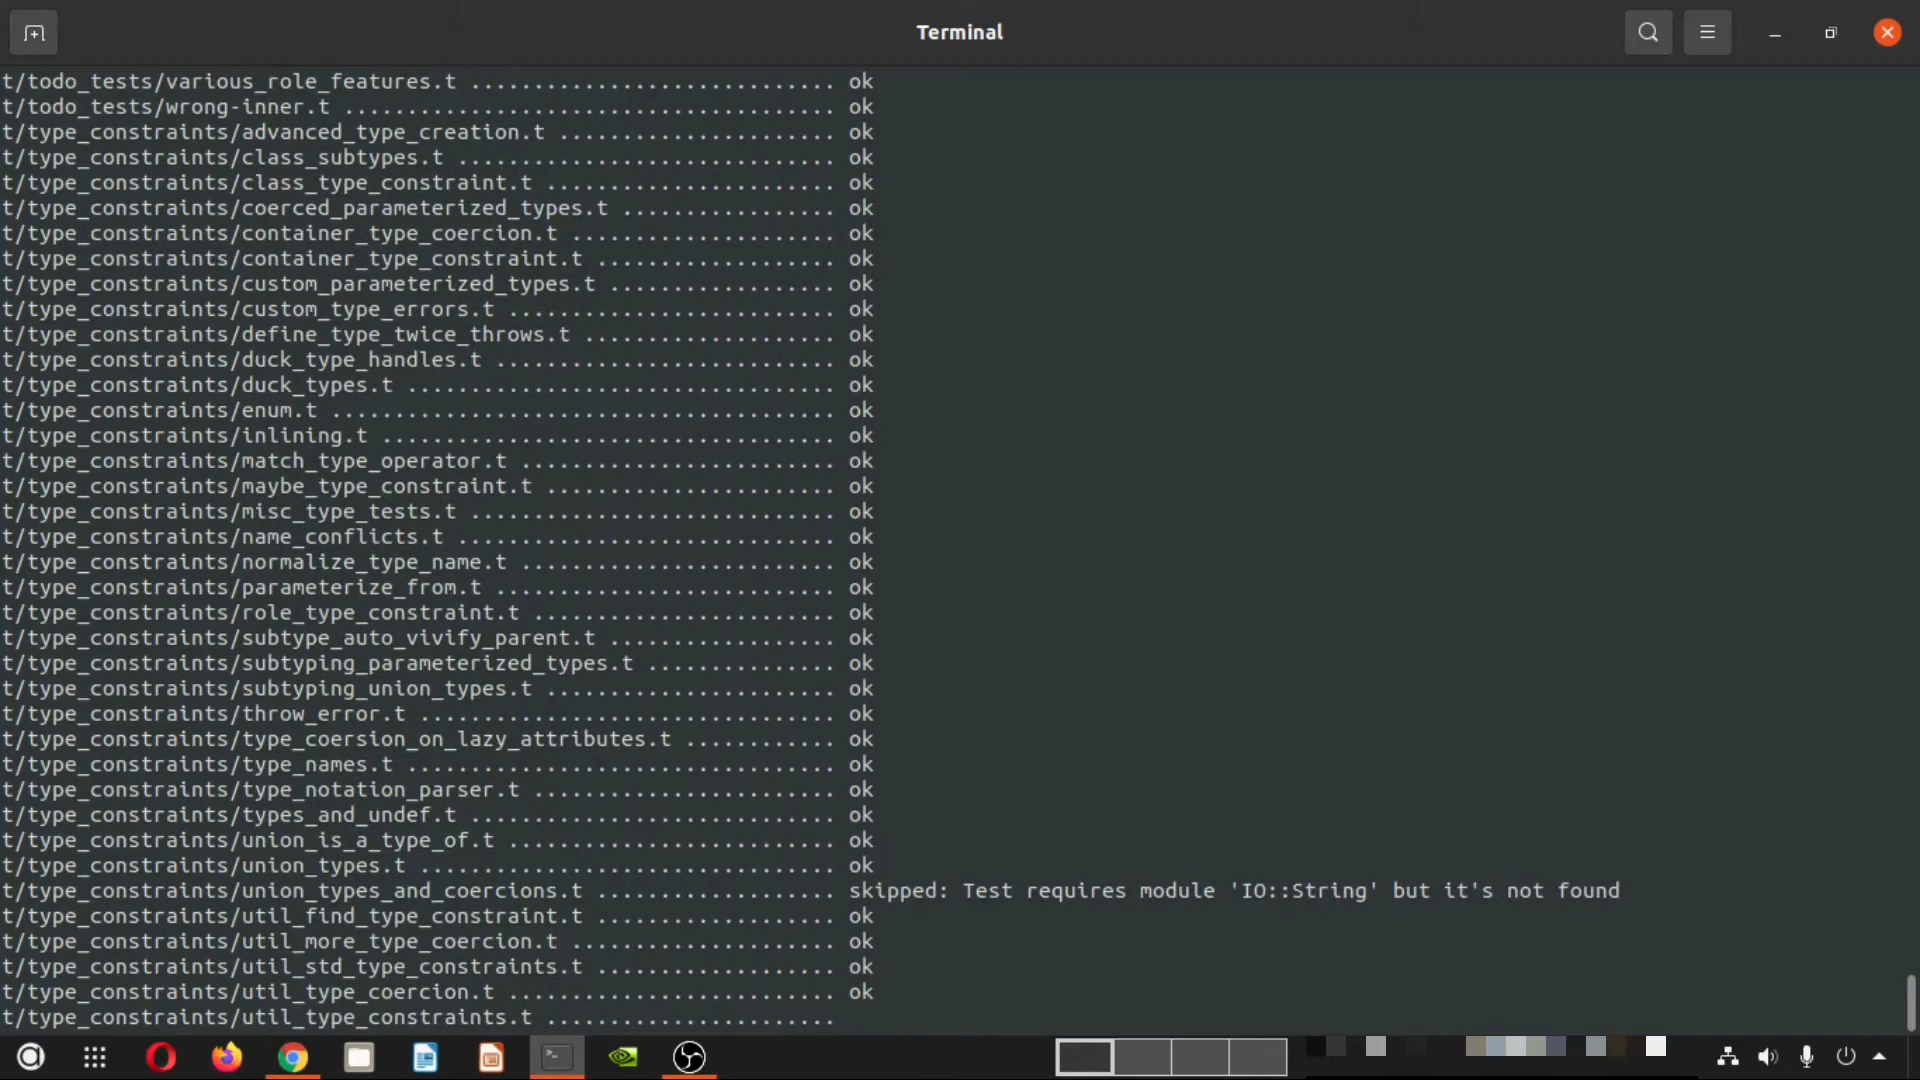 Terminal
t/todo_tests/various_role_features.t ............................. ok
t/todo_tests/wrong-inner.t ....................................... ok
t/type_constraints/advanced_type_creation.t ...................... ok
t/type_constraints/class_subtypes.t .............................. ok
t/type_constraints/class_type_constraint.t ....................... ok
t/type_constraints/coerced_parameterized_types.t ................. ok
t/type_constraints/container_type_coercion.t ..................... ok
t/type_constraints/container_type_constraint.t ................... ok
t/type_constraints/custom_parameterized_types.t .................. ok
t/type_constraints/custom_type_errors.t .......................... ok
t/type_constraints/define_type_twice_throws.t .................... ok
t/type_constraints/duck_type_handles.t ........................... ok
t/type_constraints/duck_types.t .................................. ok
t/type_constraints/enum.t ........................................ ok
t/type_constraints/inlining.t .................................... ok
t/type_constraints/match_type_operator.t ......................... ok
t/type_constraints/maybe_type_constraint.t ....................... ok
t/type_constraints/misc_type_tests.t ............................. ok
t/type_constraints/name_conflicts.t .............................. ok
t/type_constraints/normalize_type_name.t ......................... ok
t/type_constraints/parameterize_from.t ........................... ok
t/type_constraints/role_type_constraint.t ........................ ok
t/type_constraints/subtype_auto_vivify_parent.t .................. ok
t/type_constraints/subtyping_parameterized_types.t ............... ok
t/type_constraints/subtyping_union_types.t ....................... ok
t/type_constraints/throw_error.t ................................. ok
t/type_constraints/type_coersion_on_lazy_attributes.t ............ ok
t/type_constraints/type_names.t .................................. ok
t/type_constraints/type_notation_parser.t ........................ ok
t/type_constraints/types_and_undef.t ............................. ok
t/type_constraints/union_is_a_type_of.t .......................... ok
t/type_constraints/union_types.t ................................. ok
t/type_constraints/union_types_and_coercions.t ................... skipped: Test requires module 'IO::String' but it's not found
t/type_constraints/util_find_type_constraint.t ................... ok
t/type_constraints/util_more_type_coercion.t ..................... ok
t/type_constraints/util_std_type_constraints.t ................... ok
t/type_constraints/util_type_coercion.t .......................... ok
t/type_constraints/util_type_constraints.t .......................